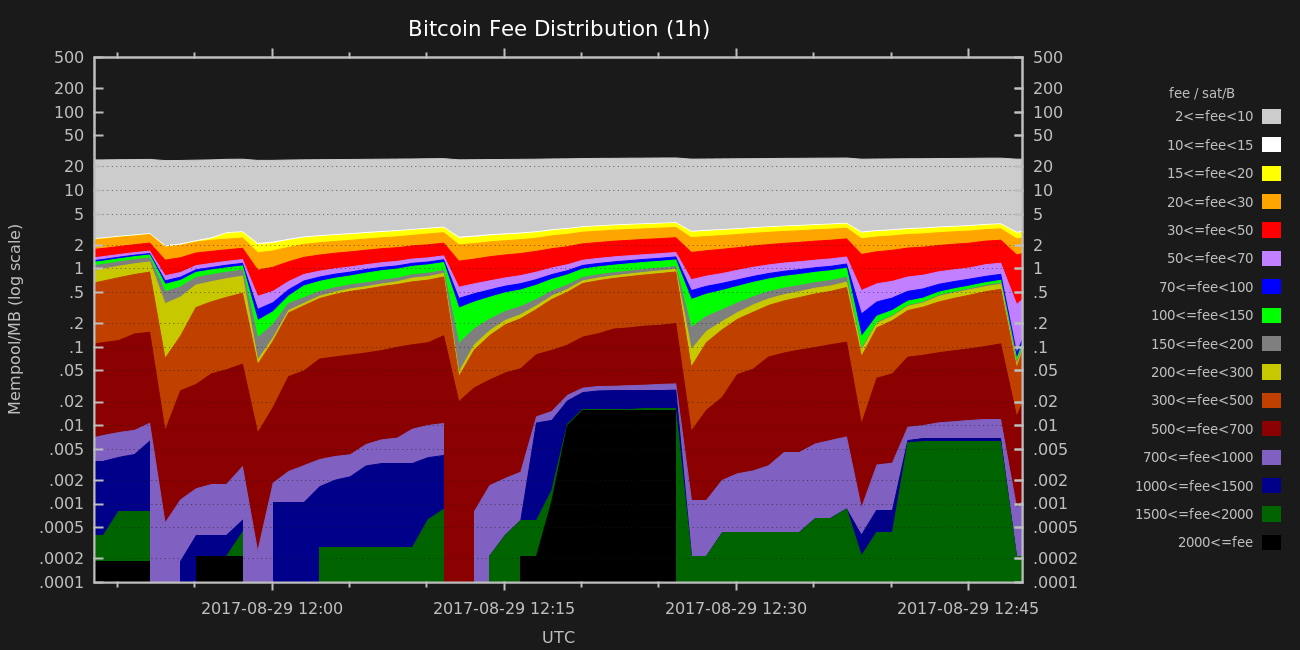 Bitcoin Fee Distribution (1h)
500 500
200 200
100 100
50 50
20 20
10 10
5 5
2 2
1 1
.5 .5
.2 .2
.1 .1
.05 .05
.02 .02
.01 .01
.005 .005
.002 .002
.001 .001
.0005 .0005
.0002 .0002
.0001 .0001
Mempool/MB (log scale)
2017-08-29 12:00 2017-08-29 12:15 2017-08-29 12:30 2017-08-29 12:45
UTC
fee / sat/B
2<=fee<10
10<=fee<15
15<=fee<20
20<=fee<30
30<=fee<50
50<=fee<70
70<=fee<100
100<=fee<150
150<=fee<200
200<=fee<300
300<=fee<500
500<=fee<700
700<=fee<1000
1000<=fee<1500
1500<=fee<2000
2000<=fee